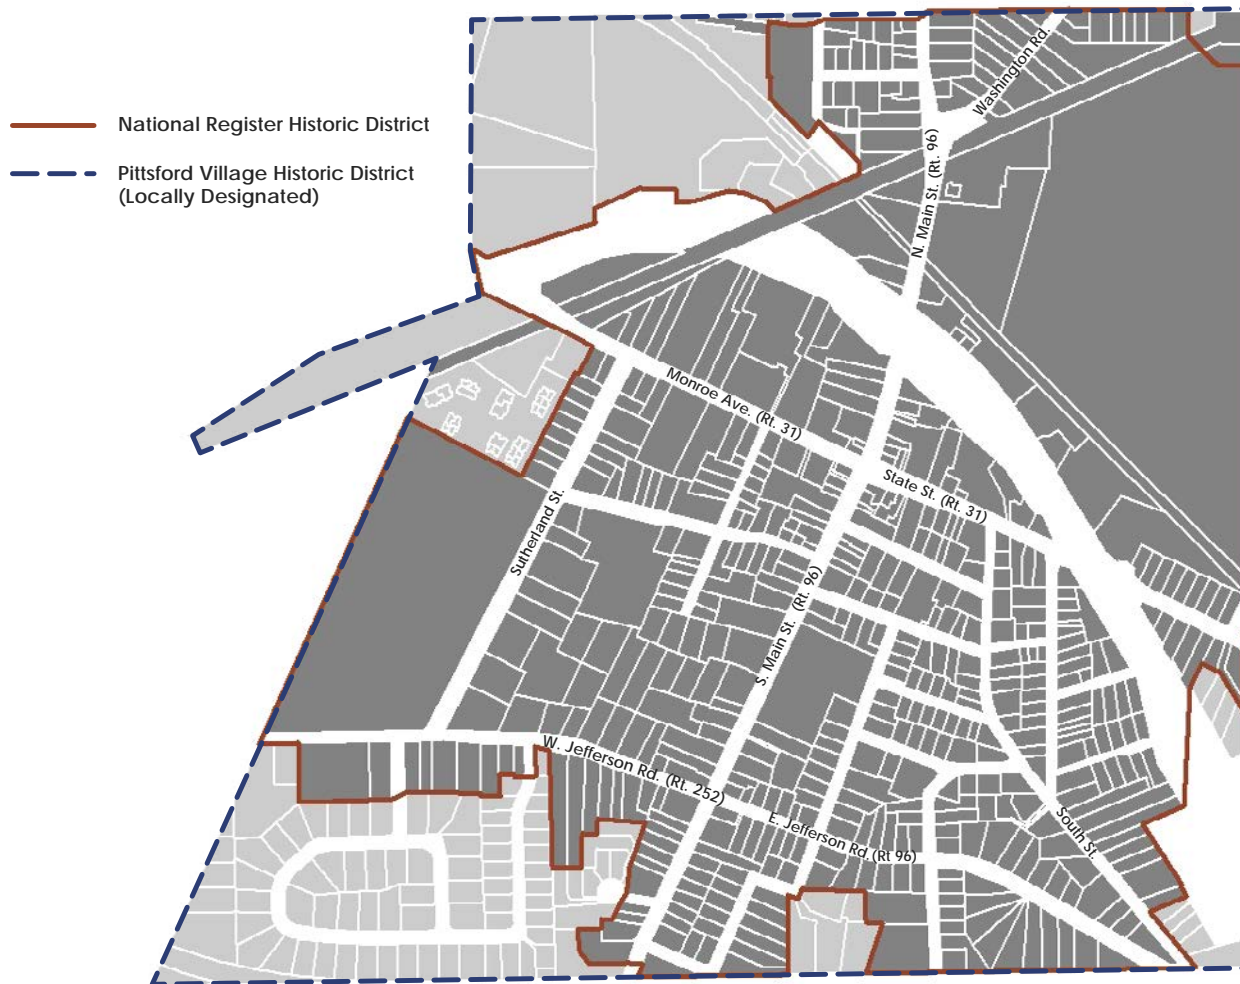 National Register Historic District
Pittsford Village Historic District
(Locally Designated)
Washington Rd.
N. Main St. (Rt. 96)
Monroe Ave. (Rt. 31)
State St. (Rt. 31)
Sutherland St.
S. Main St. (Rt. 96)
W. Jefferson Rd. (Rt. 252)
E. Jefferson Rd. (Rt 96)
South St.